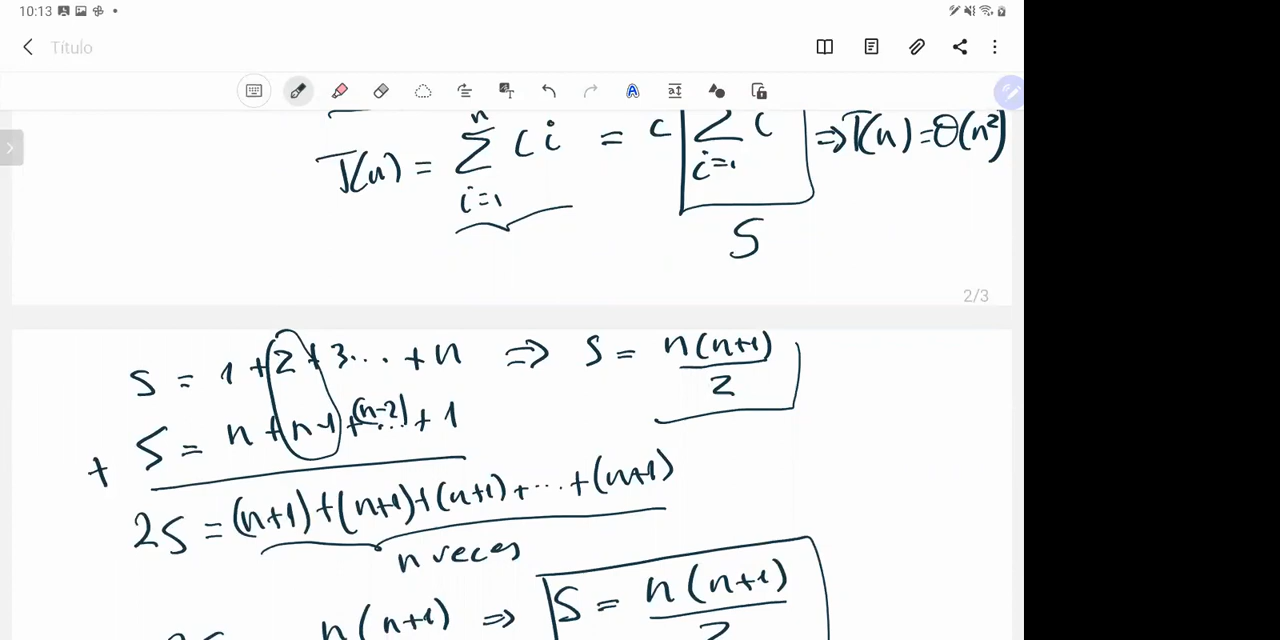 10:13
Título
T(n) = n Σ i=1 c i = c Σ i=1 i ⇒ T(n) = Θ(n²)
S
2/3
S = 1 + 2 + 3... + n ⇒ S = n(n+1) / 2
+ S = n + n-1 + (n-2) ... + 1
2S = (n+1) + (n+1) + (n+1) + ... + (n+1)
n veces
n(n+1) ⇒ S = n(n+1) / 2